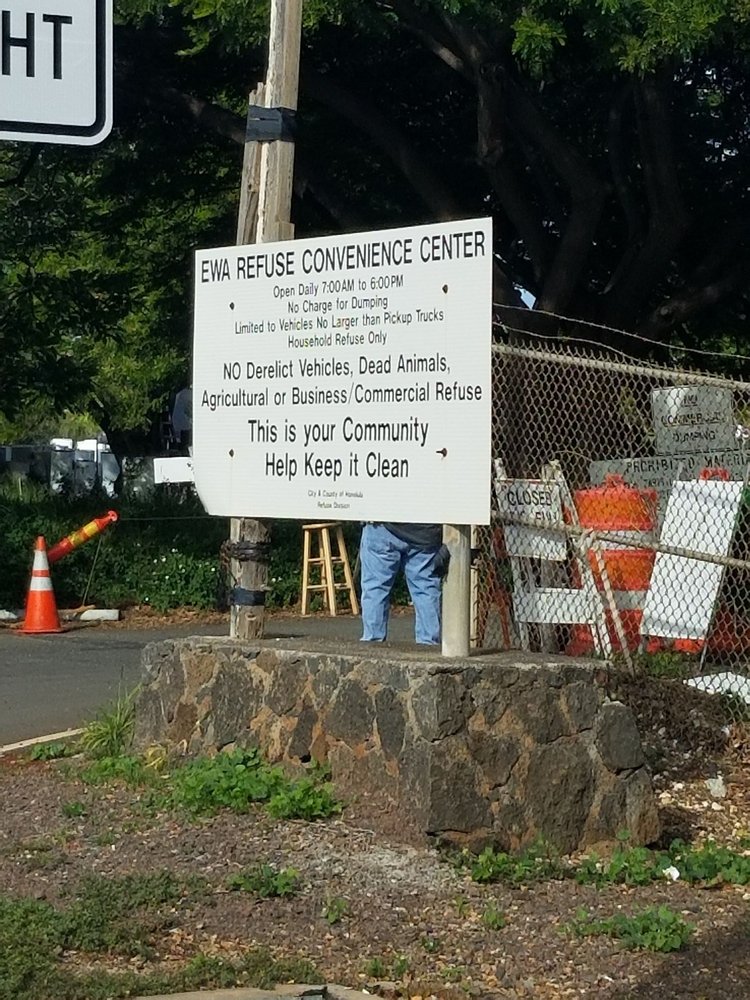 HT
EWA REFUSE CONVENIENCE CENTER
Open Daily 7:00AM to 6:00PM
No Charge for Dumping
Limited to Vehicles No Larger than Pickup Trucks
Household Refuse Only
NO Derelict Vehicles, Dead Animals,
Agricultural or Business/Commercial Refuse
This is your Community
Help Keep it Clean
City & County of Honolulu
Refuse Division
CLOSED
COMMERCIAL
DUMPING
PROHIBITED